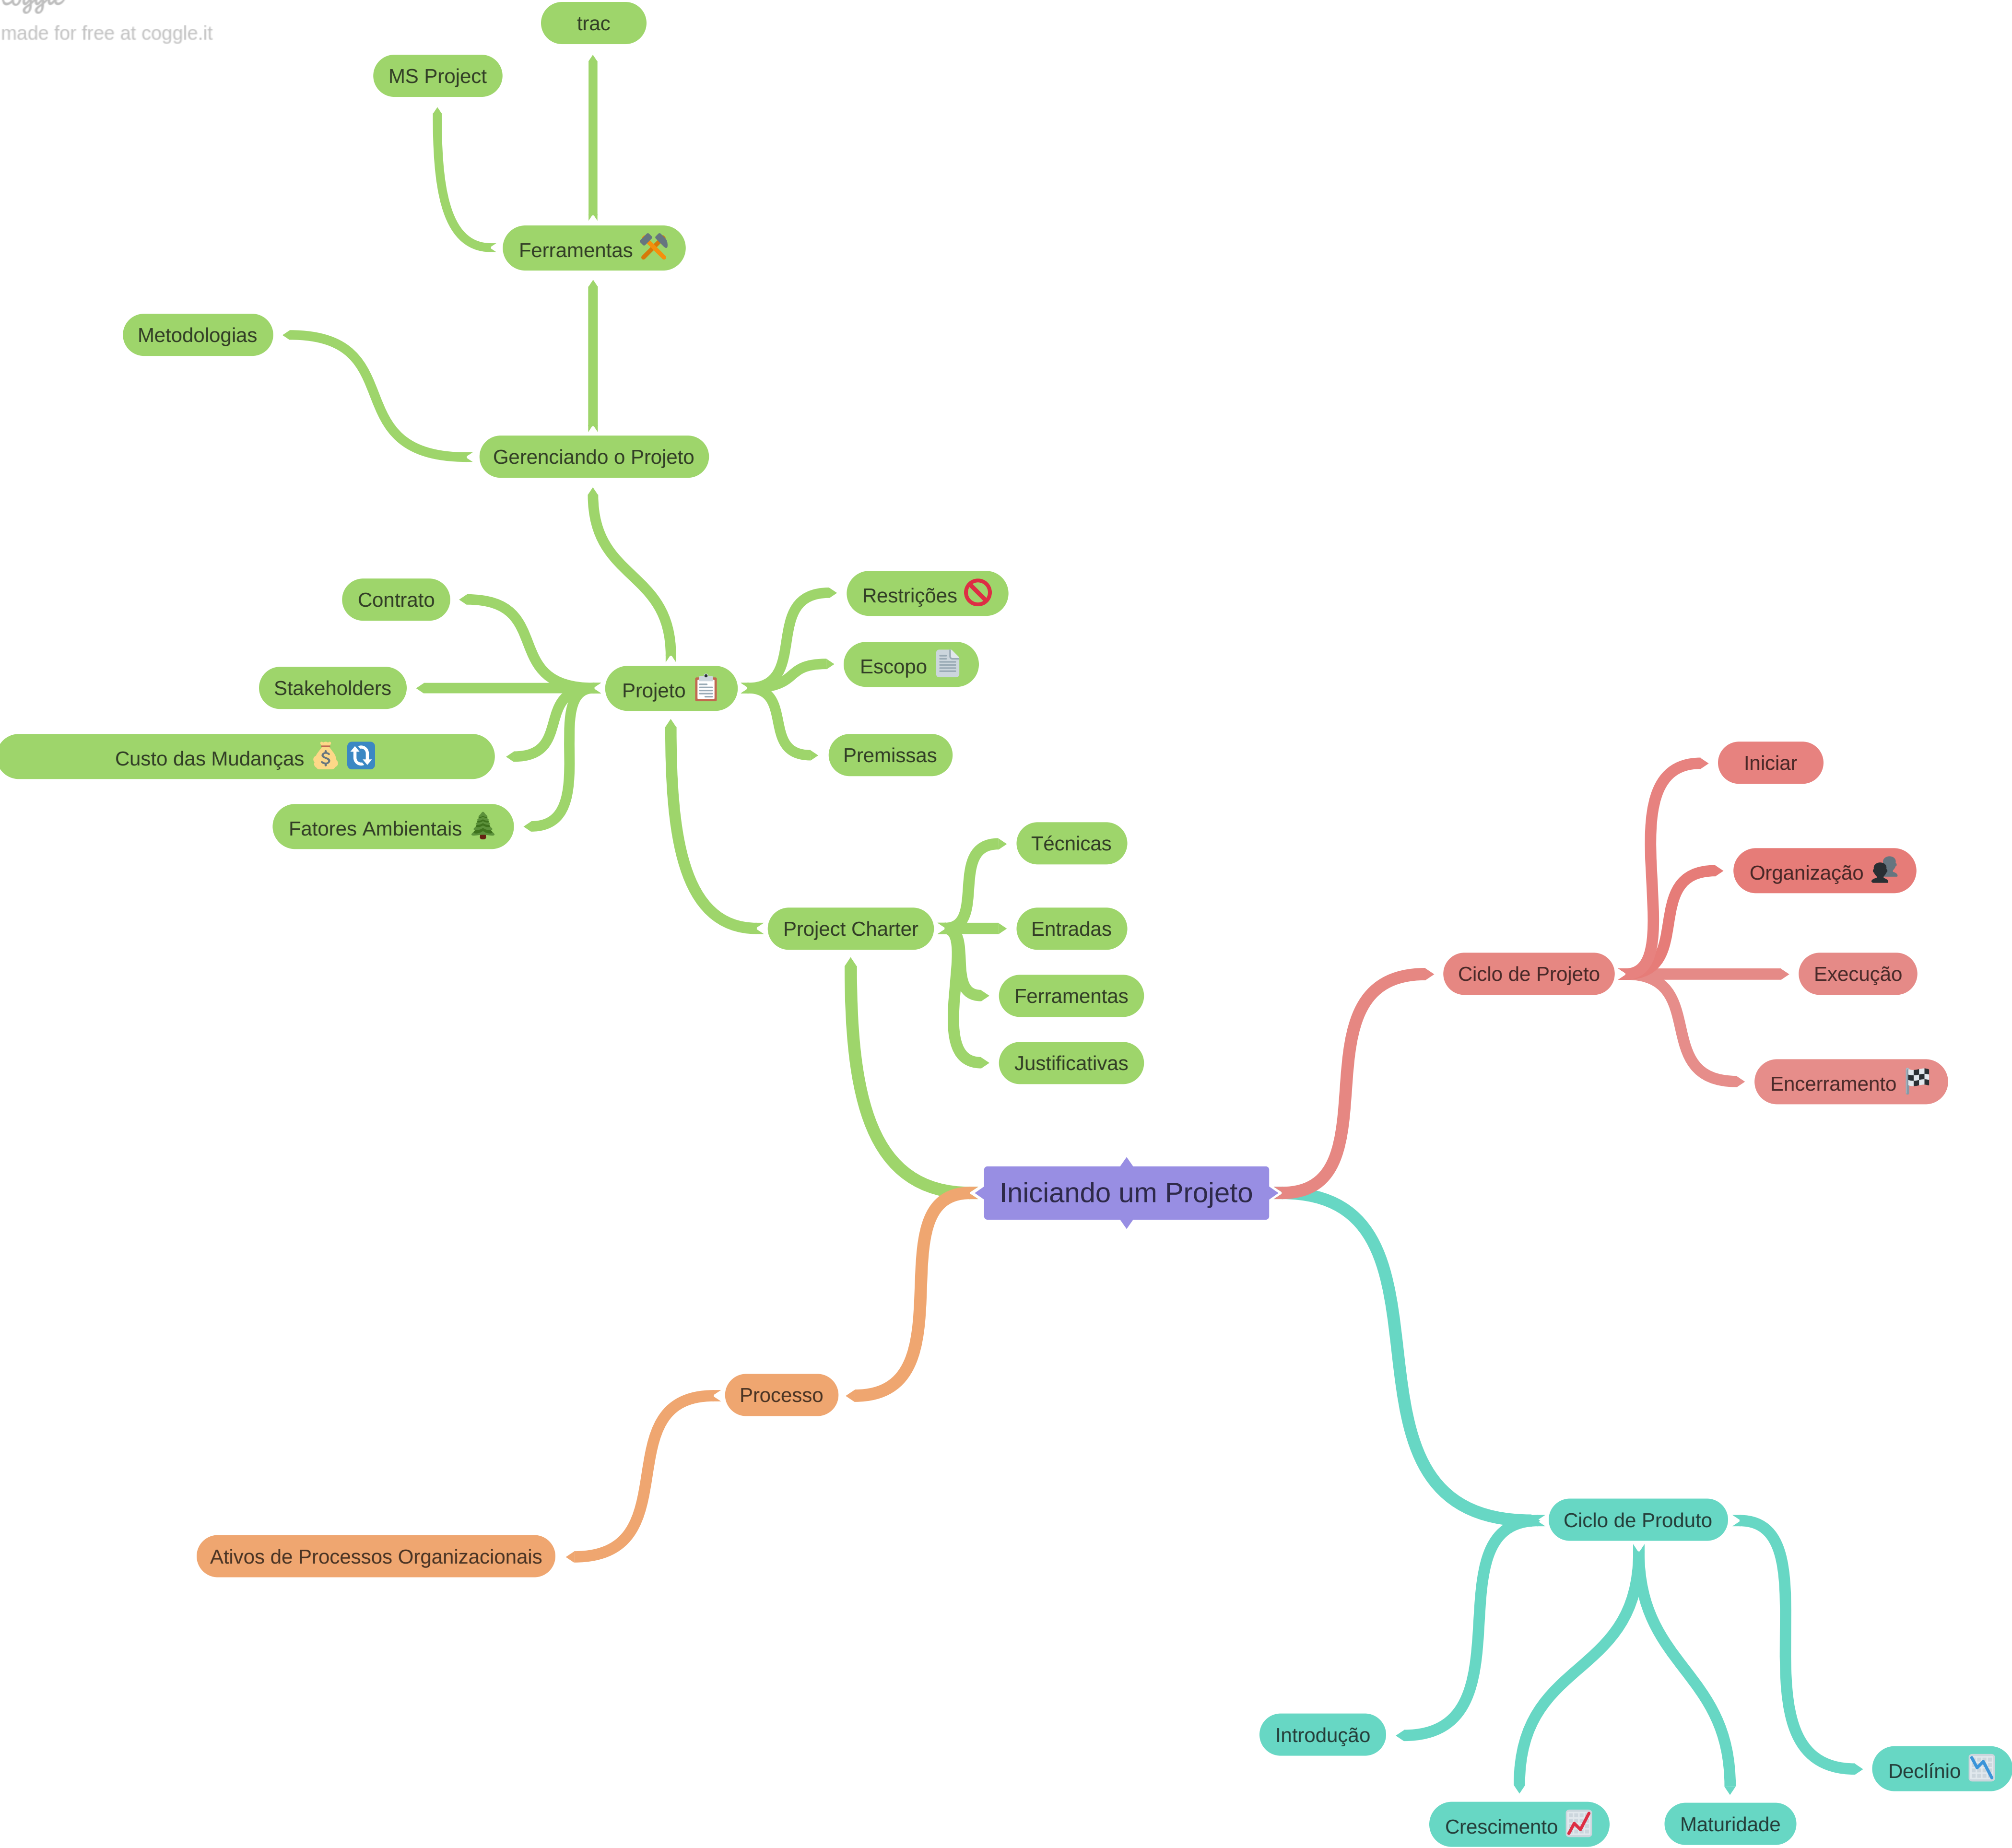 coggle
made for free at coggle.it
trac
MS Project
Ferramentas
Metodologias
Gerenciando o Projeto
Contrato
Restrições
Escopo
Stakeholders
Projeto
Custo das Mudanças
Premissas
Fatores Ambientais
Técnicas
Project Charter
Entradas
Ferramentas
Justificativas
Iniciar
Organização
Ciclo de Projeto
Execução
Encerramento
Iniciando um Projeto
Processo
Ativos de Processos Organizacionais
Ciclo de Produto
Introdução
Declínio
Crescimento
Maturidade